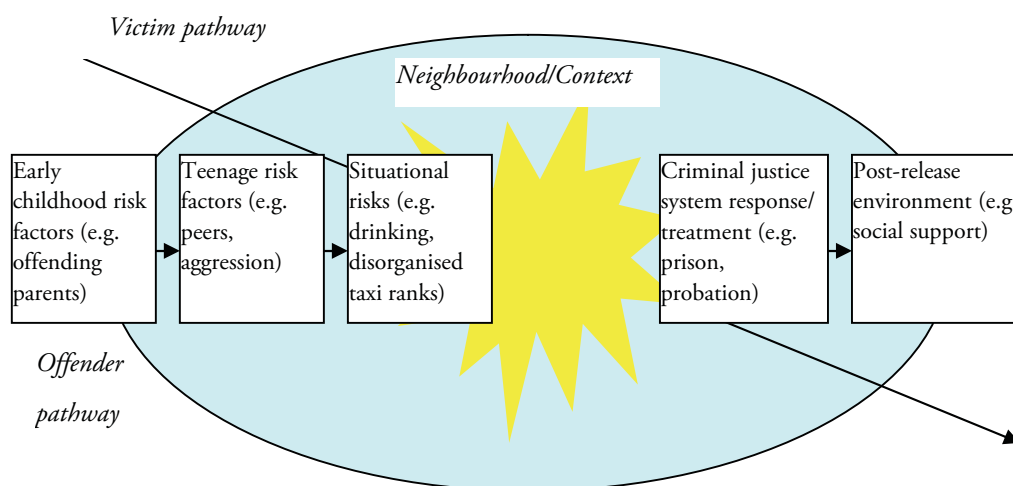 Victim pathway
Neighbourhood/Context
Early
childhood risk
factors (e.g.
offending
parents)
Teenage risk
factors (e.g.
peers,
aggression)
Situational
risks (e.g.
drinking,
disorganised
taxi ranks)
Criminal justice
system response/
treatment (e.g.
prison,
probation)
Post-release
environment (e.g
social support)
Offender
pathway